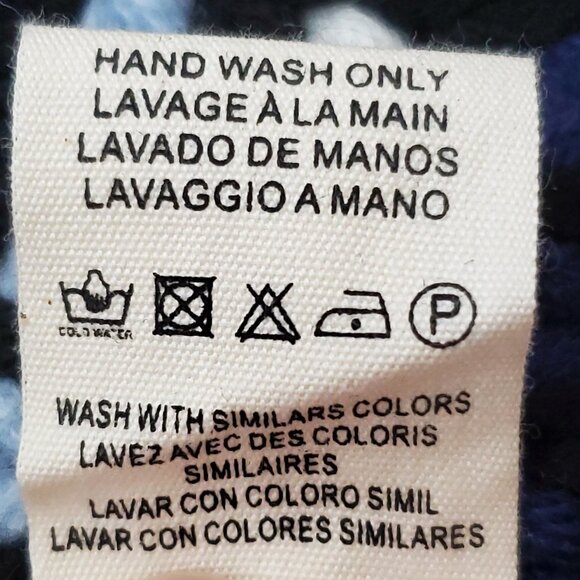 HAND WASH ONLY
LAVAGE À LA MAIN
LAVADO DE MANOS
LAVAGGIO A MANO
COLD WATER
P
WASH WITH SIMILARS COLORS
LAVEZ AVEC DES COLORIS
SIMILAIRES
LAVAR CON COLORO SIMIL
LAVAR CON COLORES SIMILARES